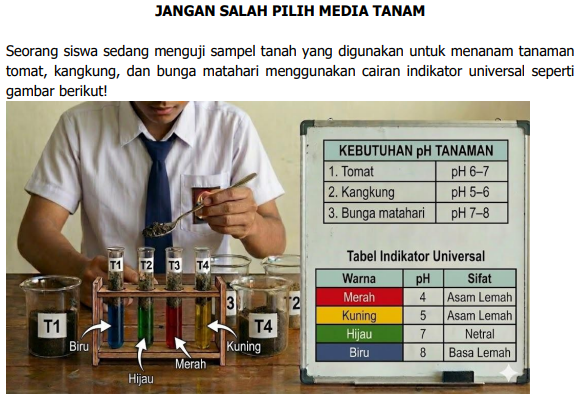 JANGAN SALAH PILIH MEDIA TANAM
Seorang siswa sedang menguji sampel tanah yang digunakan untuk menanam tanaman
tomat, kangkung, dan bunga matahari menggunakan cairan indikator universal seperti
gambar berikut!
KEBUTUHAN pH TANAMAN
1. Tomat pH 6–7
2. Kangkung pH 5–6
3. Bunga matahari pH 7–8
Tabel Indikator Universal
Warna pH Sifat
Merah 4 Asam Lemah
Kuning 5 Asam Lemah
Hijau 7 Netral
Biru 8 Basa Lemah
T1 T2 T3 T4
T1
3
T2
T4
Biru
Hijau
Merah
Kuning